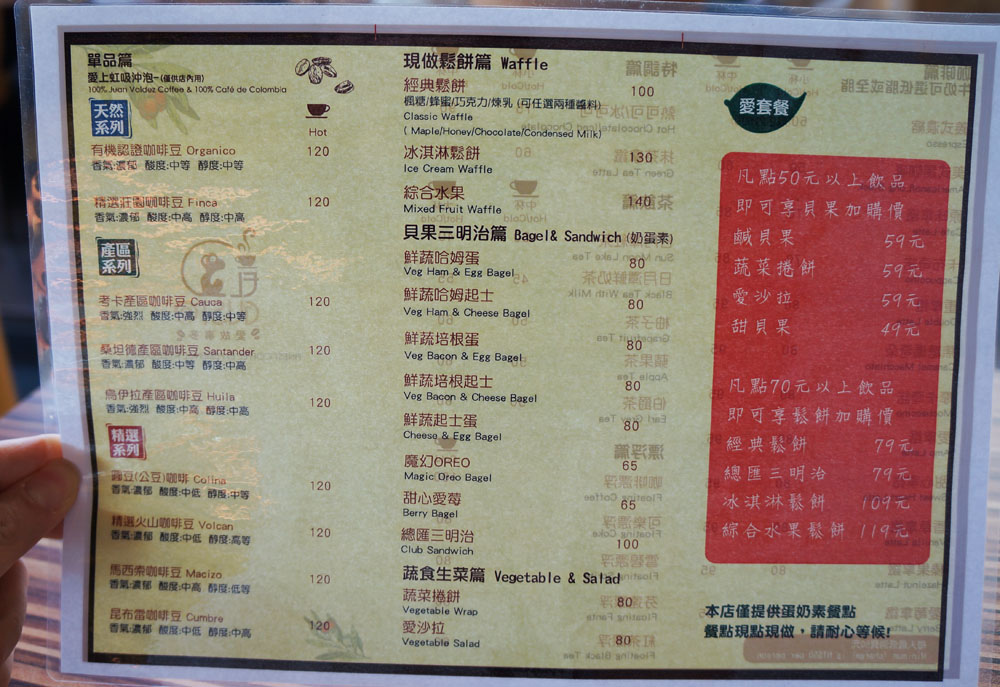 單品篇
愛上虹吸沖泡-(僅供店內用)
100% Juan Valdez Coffee & 100% Café de Colombia
天然
系列
Hot
有機認證咖啡豆 Organico 120
香氣:濃郁 酸度:中等 醇度:中等
精選莊園咖啡豆 Finca 120
香氣:濃郁 酸度:中高 醇度:中高
產區
系列
考卡產區咖啡豆 Cauca 120
香氣:強烈 酸度:中高 醇度:中等
桑坦德產區咖啡豆 Santander 120
香氣:濃郁 酸度:中等 醇度:中高
烏伊拉產區咖啡豆 Huila 120
香氣:強烈 酸度:中高 醇度:中高
精選
系列
豆(公豆)咖啡 Colina 120
香氣:濃郁 酸度:中低 醇度:中等
精選火山咖啡豆 Volcan 120
香氣:濃郁 酸度:中低 醇度:高等
馬西索咖啡豆 Macizo 120
香氣:濃郁 酸度:中高 醇度:低等
昆布雷咖啡豆 Cumbre 120
香氣:濃郁 酸度:中低 醇度:中高
現做鬆餅篇 Waffle
經典鬆餅 100
楓糖/蜂蜜/巧克力/煉乳 (可任選兩種醬料)
Classic Waffle
( Maple/Honey/Chocolate/Condensed Milk)
冰淇淋鬆餅 130
Ice Cream Waffle
綜合水果 140
Mixed Fruit Waffle
貝果三明治篇 Bagel& Sandwich (奶蛋素)
鮮蔬哈姆蛋 80
Veg Ham & Egg Bagel
鮮蔬哈姆起士 80
Veg Ham & Cheese Bagel
鮮蔬培根蛋 80
Veg Bacon & Egg Bagel
鮮蔬培根起士 80
Veg Bacon & Cheese Bagel
鮮蔬起士蛋 80
Cheese & Egg Bagel
魔幻OREO 65
Magic Oreo Bagel
甜心愛莓 65
Berry Bagel
總匯三明治 100
Club Sandwich
蔬食生菜篇 Vegetable & Salad
蔬菜捲餅 80
Vegetable Wrap
愛沙拉 80
Vegetable Salad
愛套餐
凡點50元以上飲品
即可享貝果加購價
鹹貝果 59元
蔬菜捲餅 59元
愛沙拉 59元
甜貝果 49元
凡點70元以上飲品
即可享鬆餅加購價
經典鬆餅 79元
總匯三明治 79元
冰淇淋鬆餅 109元
綜合水果鬆餅 119元
本店僅提供蛋奶素餐點
餐點現點現做，請耐心等候!